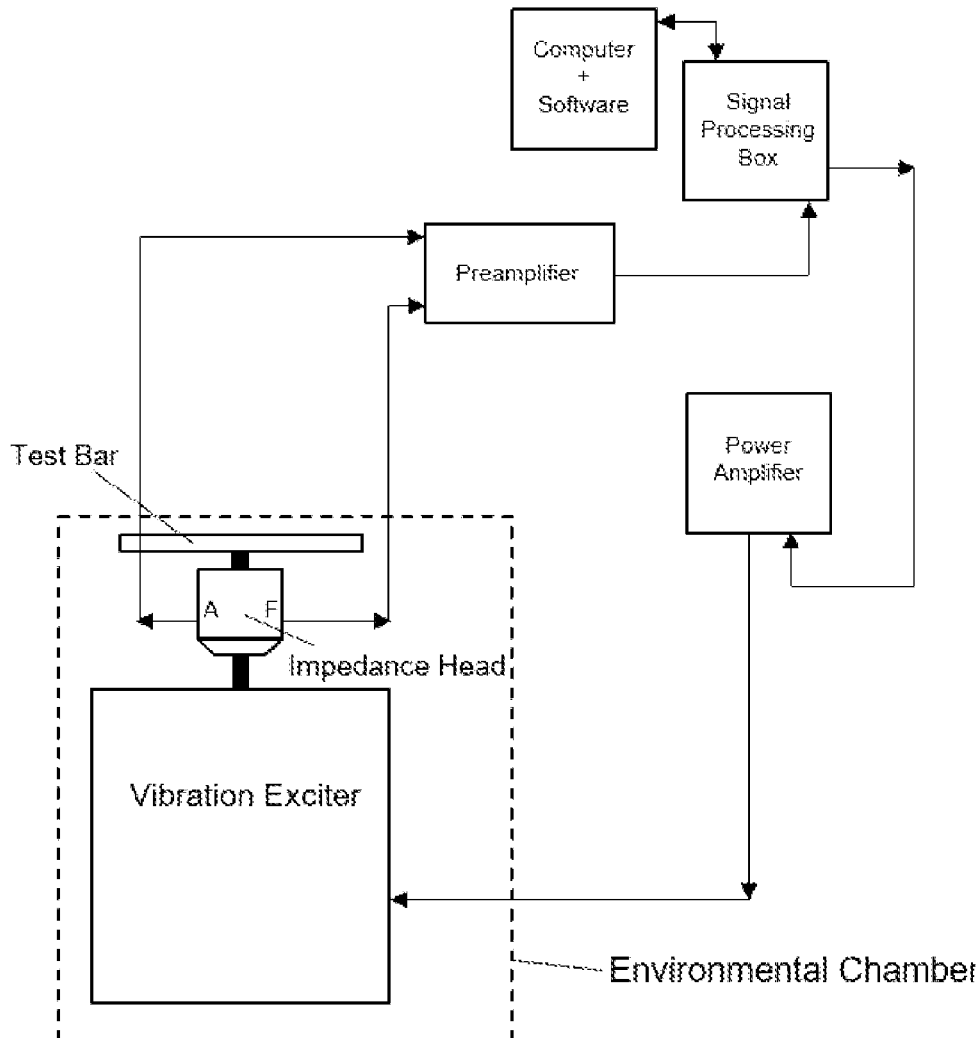 Computer
+
Software
Signal
Processing
Box
Preamplifier
Power
Amplifier
Test Bar
A F
Impedance Head
Vibration Exciter
Environmental Chamber